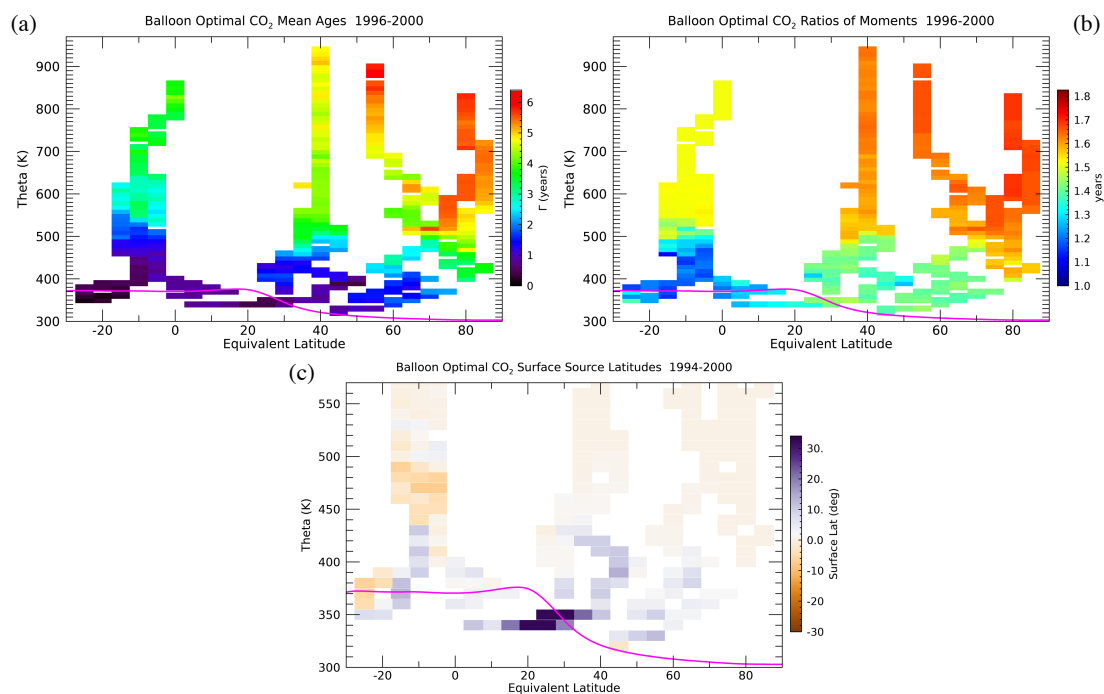 (a)
Balloon Optimal CO₂ Mean Ages 1996-2000
Theta (K)
900
800
700
600
500
400
300
-20 0 20 40 60 80
Equivalent Latitude
6
5
4
3
2
1
0
Γ (years)
(b)
Balloon Optimal CO₂ Ratios of Moments 1996-2000
Theta (K)
900
800
700
600
500
400
300
-20 0 20 40 60 80
Equivalent Latitude
1.8
1.7
1.6
1.5
1.4
1.3
1.2
1.1
1.0
years
(c)
Balloon Optimal CO₂ Surface Source Latitudes 1994-2000
Theta (K)
550
500
450
400
350
300
-20 0 20 40 60 80
Equivalent Latitude
30.
20.
10.
0.0
-10
-20
-30
Surface Lat (deg)